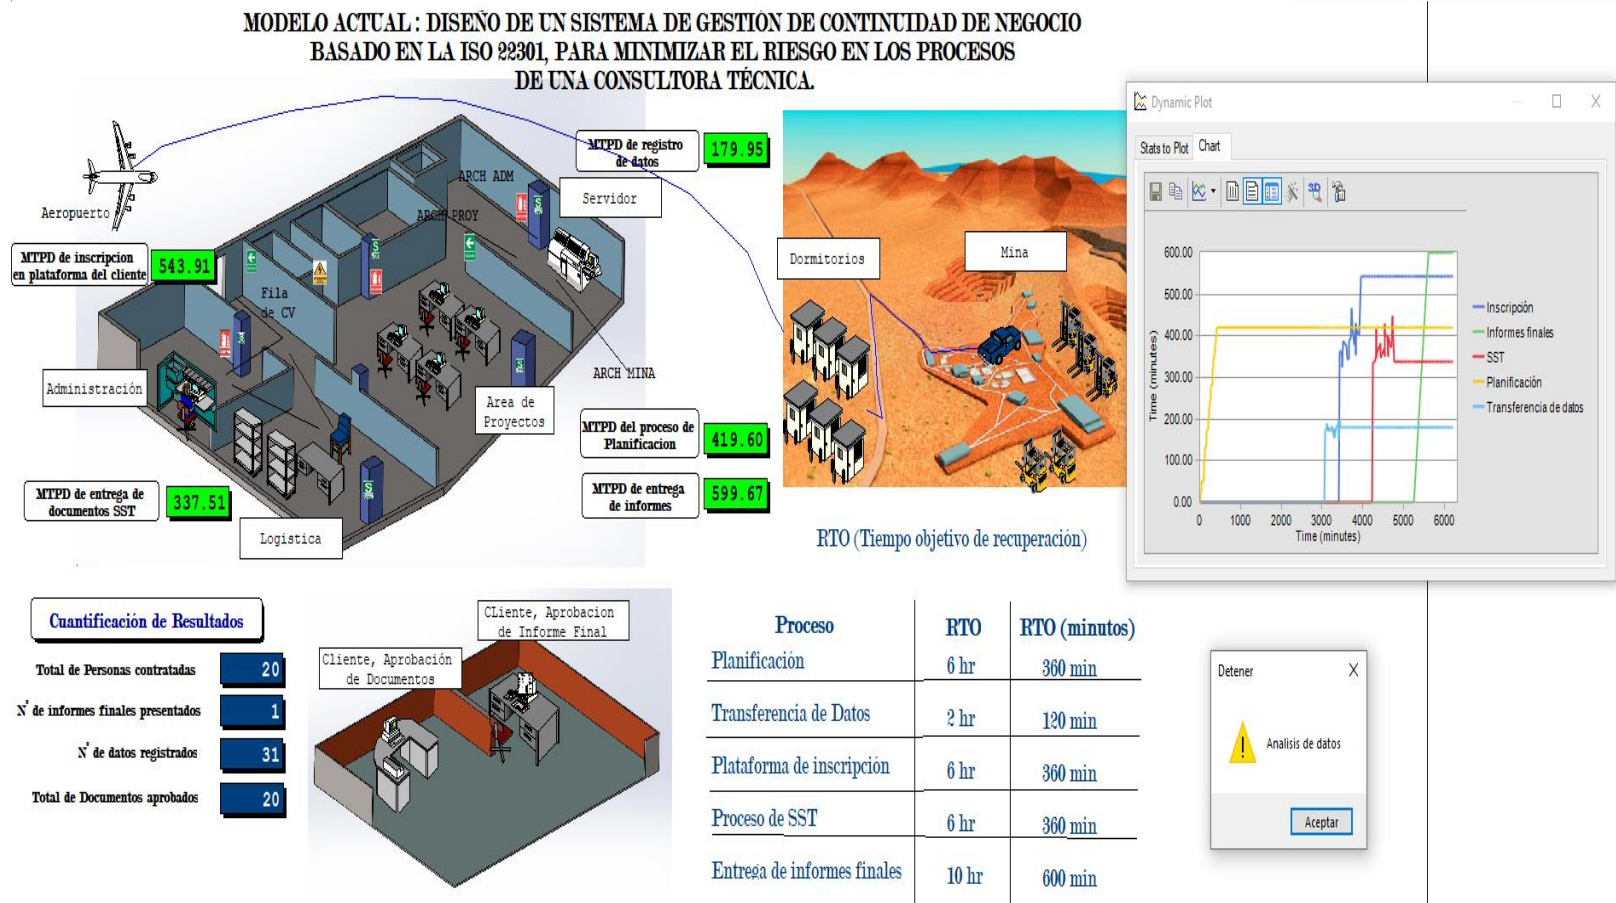 MODELO ACTUAL : DISEÑO DE UN SISTEMA DE GESTIÓN DE CONTINUIDAD DE NEGOCIO
BASADO EN LA ISO 22301, PARA MINIMIZAR EL RIESGO EN LOS PROCESOS
DE UNA CONSULTORA TÉCNICA.
Aeropuerto
MTPD de inscripcion
en plataforma del cliente
543.91
ARCH ADM
ARCH PROY
Fila
de CV
MTPD de registro
de datos
179.95
Servidor
Administración
ARCH MINA
Area de
Proyectos
MTPD de entrega de
documentos SST
337.51
Logistica
MTPD del proceso de
Planificacion
419.60
MTPD de entrega
de informes
599.67
Dormitorios
Mina
RTO (Tiempo objetivo de recuperación)
Dynamic Plot
Stats to Plot
Chart
3D
600.00
500.00
400.00
300.00
200.00
100.00
0.00
Time (minutes)
0 1000 2000 3000 4000 5000 6000
Time (minutes)
Inscripción
Informes finales
SST
Planificación
Transferencia de datos
Cuantificación de Resultados
Total de Personas contratadas 20
N° de informes finales presentados 1
N° de datos registrados 31
Total de Documentos aprobados 20
CLiente, Aprobacion
de Informe Final
Cliente, Aprobación
de Documentos
Proceso RTO RTO (minutos)
Planificación 6 hr 360 min
Transferencia de Datos 2 hr 120 min
Plataforma de inscripción 6 hr 360 min
Proceso de SST 6 hr 360 min
Entrega de informes finales 10 hr 600 min
Detener
Analisis de datos
Aceptar